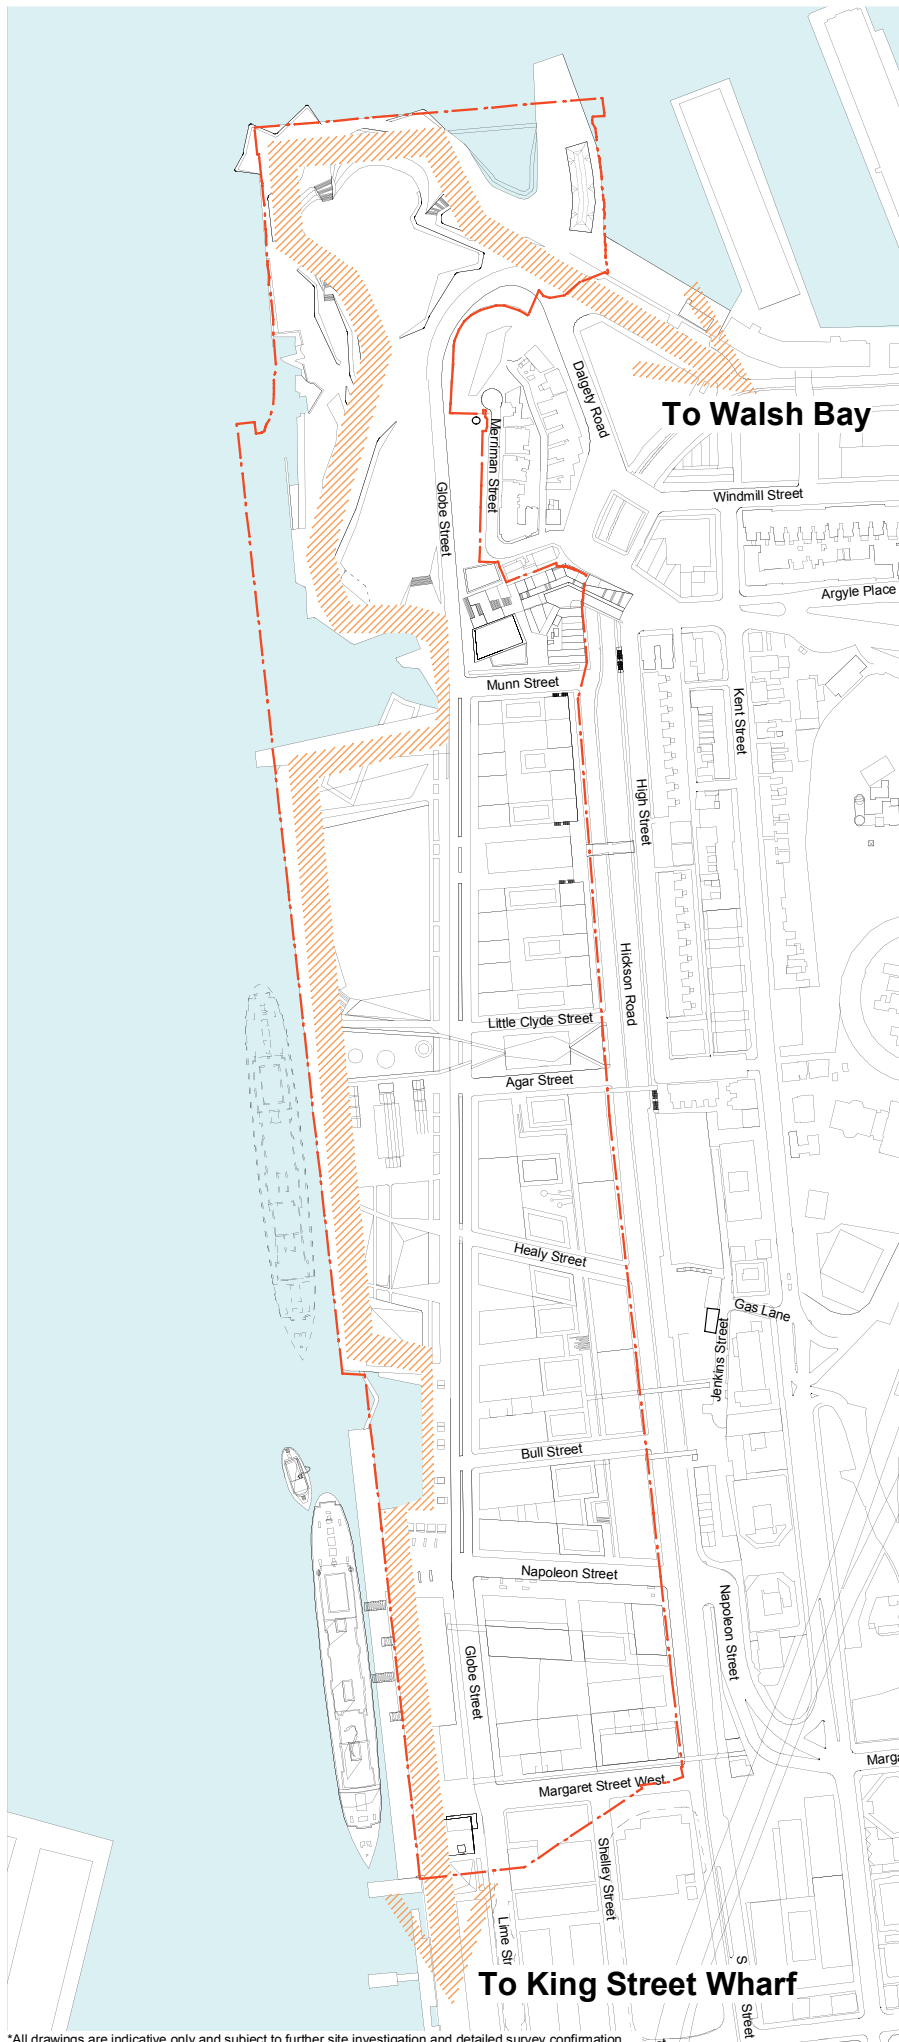 To Walsh Bay
Dalgety Road
Merriman Street
Globe Street
Windmill Street
Argyle Place
Munn Street
Kent Street
High Street
Hickson Road
Little Clyde Street
Agar Street
Healy Street
Gas Lane
Jenkins Street
Bull Street
Napoleon Street
Napoleon Street
Globe Street
Marga
Margaret Street West
Shelley Street
Lime Str
S
Street
To King Street Wharf
*All drawings are indicative only and subject to further site investigation and detailed survey confirmation